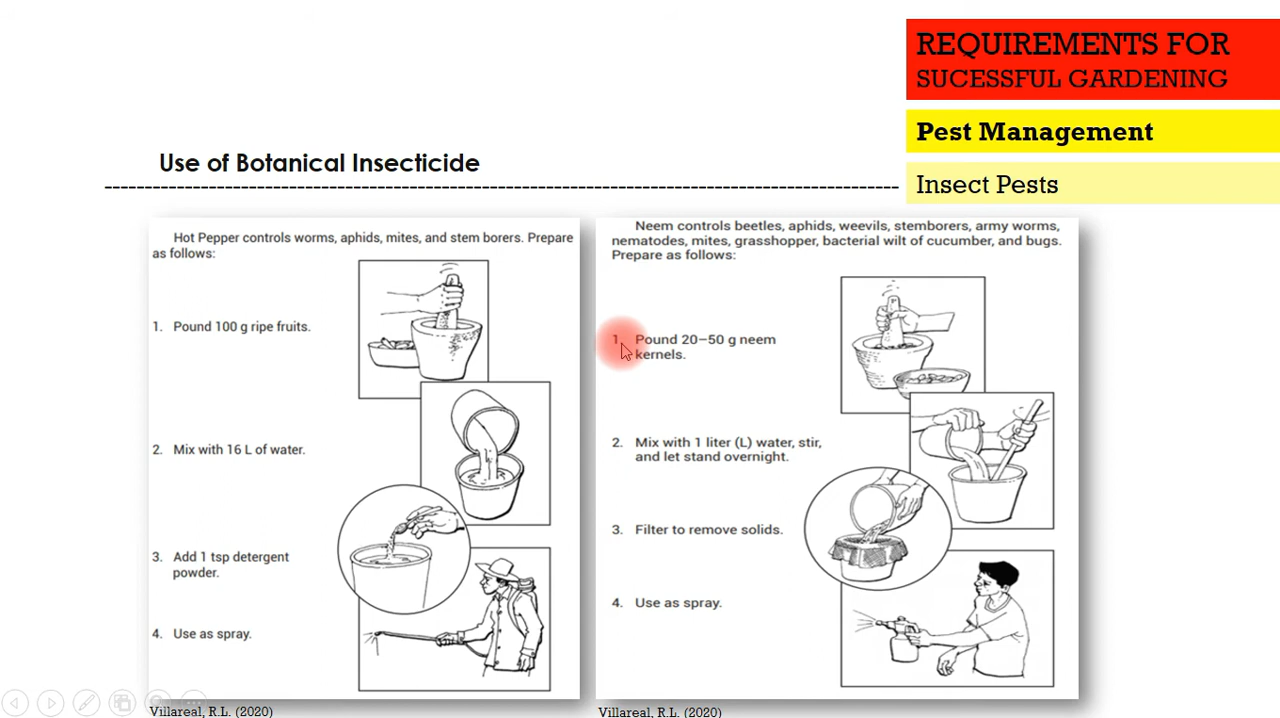 REQUIREMENTS FOR
SUCESSFUL GARDENING
Pest Management
Insect Pests
Use of Botanical Insecticide
Hot Pepper controls worms, aphids, mites, and stem borers. Prepare
as follows:
1. Pound 100 g ripe fruits.
2. Mix with 16 L of water.
3. Add 1 tsp detergent
powder.
4. Use as spray.
Villareal, R.L. (2020)
Neem controls beetles, aphids, weevils, stemborers, army worms,
nematodes, mites, grasshopper, bacterial wilt of cucumber, and bugs.
Prepare as follows:
1. Pound 20–50 g neem
kernels.
2. Mix with 1 liter (L) water, stir,
and let stand overnight.
3. Filter to remove solids.
4. Use as spray.
Villareal, R.L. (2020)